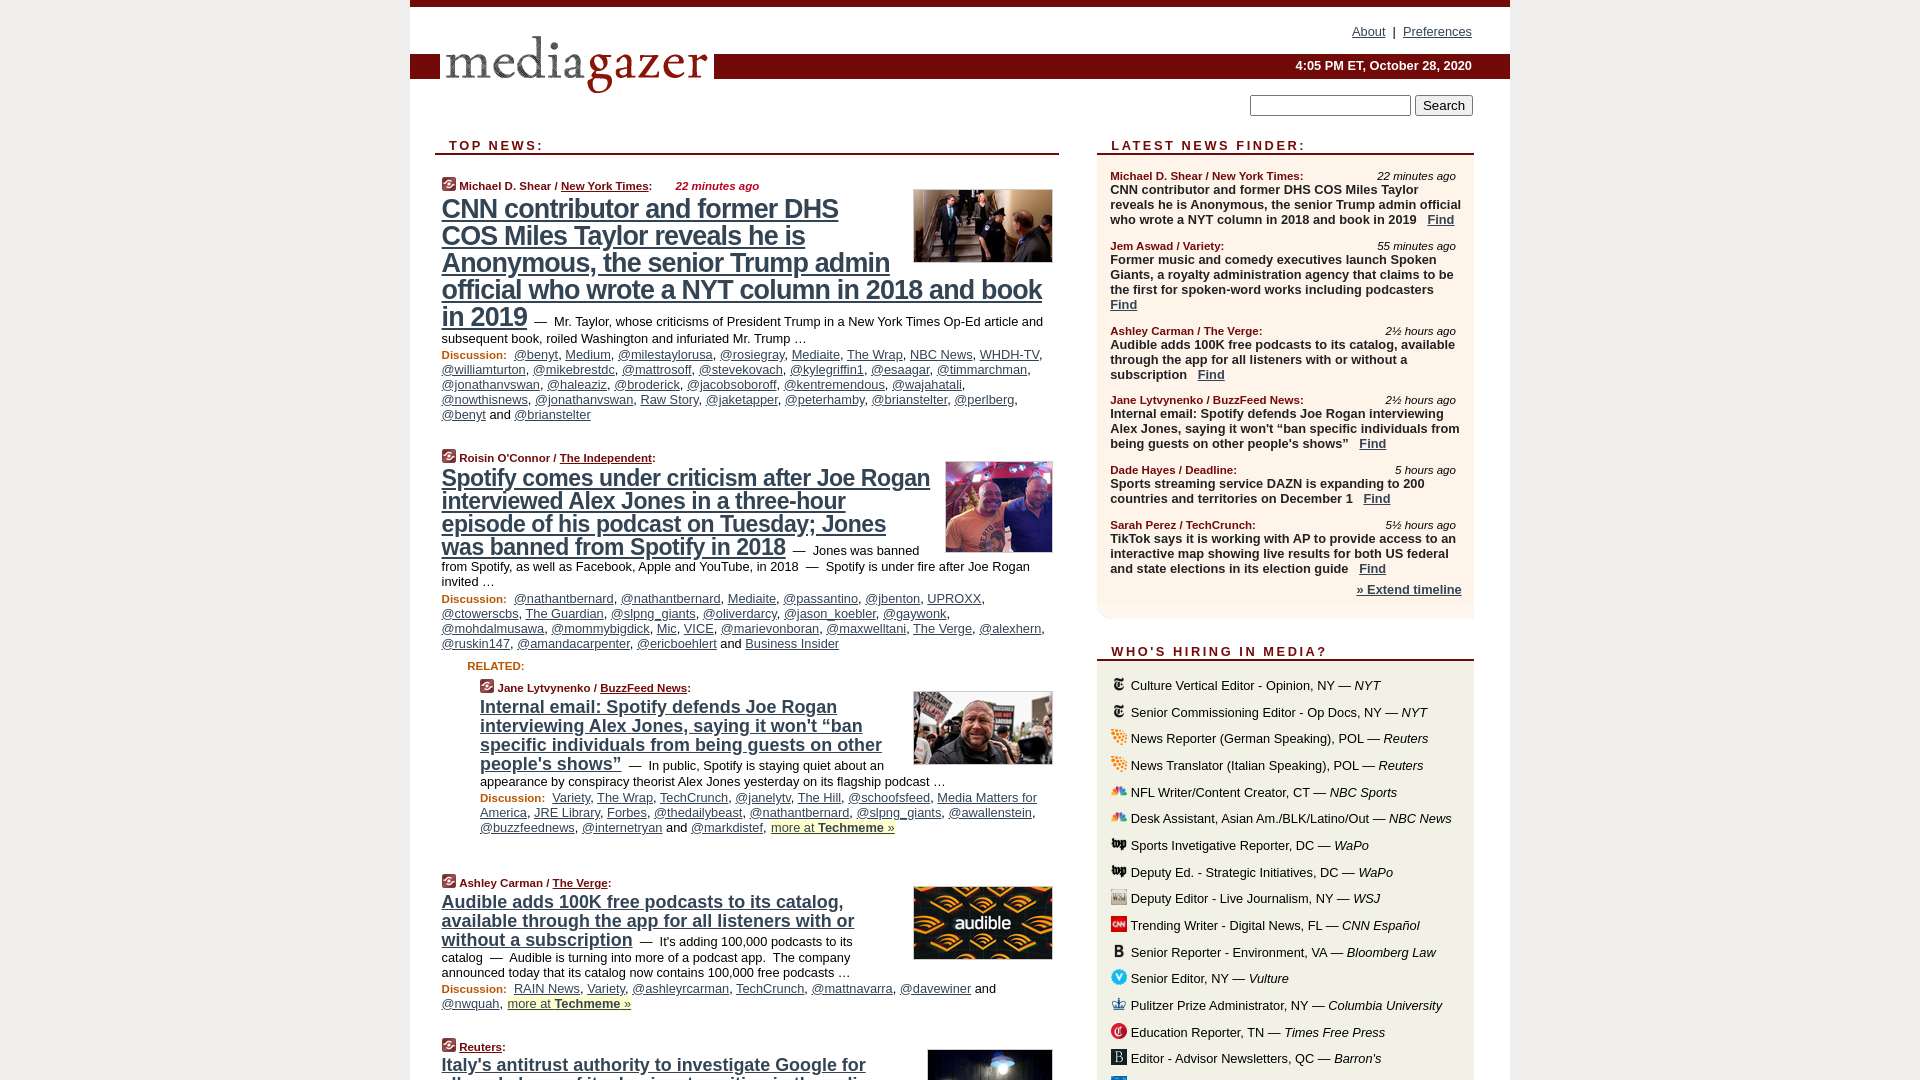 About | Preferences
mediagazer
4:05 PM ET, October 28, 2020
Search
TOP NEWS:
Michael D. Shear / New York Times: 22 minutes ago
CNN contributor and former DHS
COS Miles Taylor reveals he is
Anonymous, the senior Trump admin
official who wrote a NYT column in 2018 and book
in 2019 — Mr. Taylor, whose criticisms of President Trump in a New York Times Op-Ed article and
subsequent book, roiled Washington and infuriated Mr. Trump …
Discussion: @benyt, Medium, @milestaylorusa, @rosiegray, Mediaite, The Wrap, NBC News, WHDH-TV,
@williamturton, @mikebrestdc, @mattrosoff, @stevekovach, @kylegriffin1, @esaagar, @timmarchman,
@jonathanvswan, @haleaziz, @broderick, @jacobsoboroff, @kentremendous, @wajahatali,
@nowthisnews, @jonathanvswan, Raw Story, @jaketapper, @peterhamby, @brianstelter, @perlberg,
@benyt and @brianstelter
Roisin O'Connor / The Independent:
Spotify comes under criticism after Joe Rogan
interviewed Alex Jones in a three-hour
episode of his podcast on Tuesday; Jones
was banned from Spotify in 2018 — Jones was banned
from Spotify, as well as Facebook, Apple and YouTube, in 2018 — Spotify is under fire after Joe Rogan
invited …
Discussion: @nathantbernard, @nathantbernard, Mediaite, @passantino, @jbenton, UPROXX,
@ctowerscbs, The Guardian, @slpng_giants, @oliverdarcy, @jason_koebler, @gaywonk,
@mohdalmusawa, @mommybigdick, Mic, VICE, @marievonboran, @maxwelltani, The Verge, @alexhern,
@ruskin147, @amandacarpenter, @ericboehlert and Business Insider
RELATED:
Jane Lytvynenko / BuzzFeed News:
Internal email: Spotify defends Joe Rogan
interviewing Alex Jones, saying it won't “ban
specific individuals from being guests on other
people's shows” — In public, Spotify is staying quiet about an
appearance by conspiracy theorist Alex Jones yesterday on its flagship podcast …
Discussion: Variety, The Wrap, TechCrunch, @janelytv, The Hill, @schoofsfeed, Media Matters for
America, JRE Library, Forbes, @thedailybeast, @nathantbernard, @slpng_giants, @awallenstein,
@buzzfeednews, @internetryan and @markdistef, more at Techmeme »
Ashley Carman / The Verge:
Audible adds 100K free podcasts to its catalog,
available through the app for all listeners with or
without a subscription — It's adding 100,000 podcasts to its
catalog — Audible is turning into more of a podcast app. The company
announced today that its catalog now contains 100,000 free podcasts …
audible
Discussion: RAIN News, Variety, @ashleyrcarman, TechCrunch, @mattnavarra, @davewiner and
@nwquah, more at Techmeme »
Reuters:
Italy's antitrust authority to investigate Google for
LATEST NEWS FINDER:
Michael D. Shear / New York Times: 22 minutes ago
CNN contributor and former DHS COS Miles Taylor
reveals he is Anonymous, the senior Trump admin official
who wrote a NYT column in 2018 and book in 2019 Find
Jem Aswad / Variety: 55 minutes ago
Former music and comedy executives launch Spoken
Giants, a royalty administration agency that claims to be
the first for spoken-word works including podcasters
Find
Ashley Carman / The Verge: 2½ hours ago
Audible adds 100K free podcasts to its catalog, available
through the app for all listeners with or without a
subscription Find
Jane Lytvynenko / BuzzFeed News: 2½ hours ago
Internal email: Spotify defends Joe Rogan interviewing
Alex Jones, saying it won't “ban specific individuals from
being guests on other people's shows” Find
Dade Hayes / Deadline: 5 hours ago
Sports streaming service DAZN is expanding to 200
countries and territories on December 1 Find
Sarah Perez / TechCrunch: 5½ hours ago
TikTok says it is working with AP to provide access to an
interactive map showing live results for both US federal
and state elections in its election guide Find
» Extend timeline
WHO'S HIRING IN MEDIA?
Culture Vertical Editor - Opinion, NY — NYT
Senior Commissioning Editor - Op Docs, NY — NYT
News Reporter (German Speaking), POL — Reuters
News Translator (Italian Speaking), POL — Reuters
NFL Writer/Content Creator, CT — NBC Sports
Desk Assistant, Asian Am./BLK/Latino/Out — NBC News
Sports Invetigative Reporter, DC — WaPo
Deputy Ed. - Strategic Initiatives, DC — WaPo
Deputy Editor - Live Journalism, NY — WSJ
Trending Writer - Digital News, FL — CNN Español
Senior Reporter - Environment, VA — Bloomberg Law
Senior Editor, NY — Vulture
Pulitzer Prize Administrator, NY — Columbia University
Education Reporter, TN — Times Free Press
Editor - Advisor Newsletters, QC — Barron's